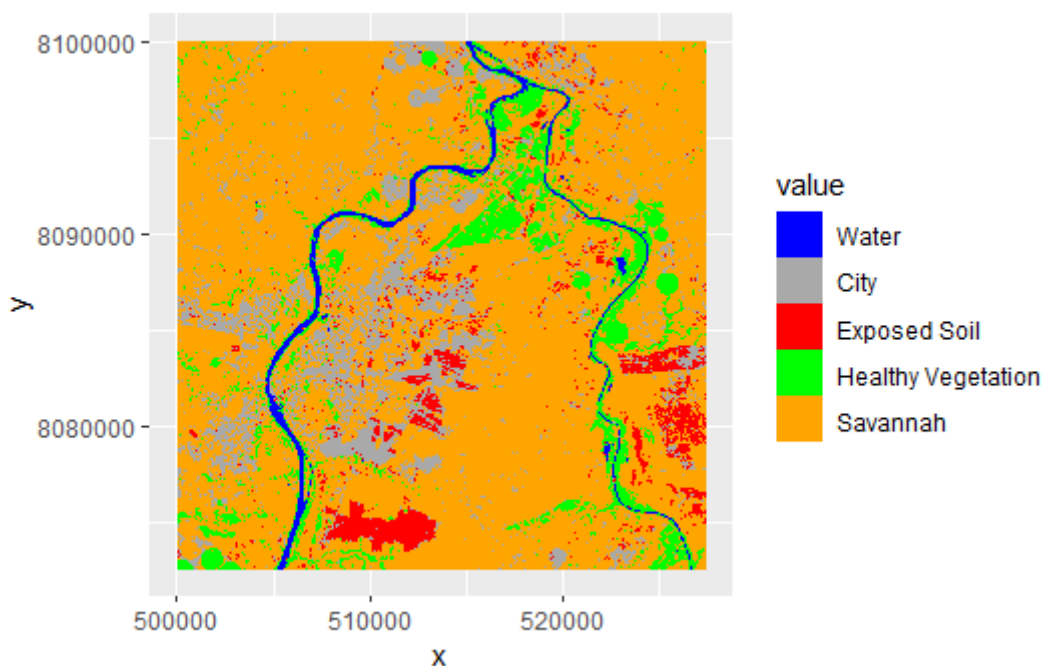 8100000
8090000
8080000
y
500000
510000
520000
x
value
Water
City
Exposed Soil
Healthy Vegetation
Savannah